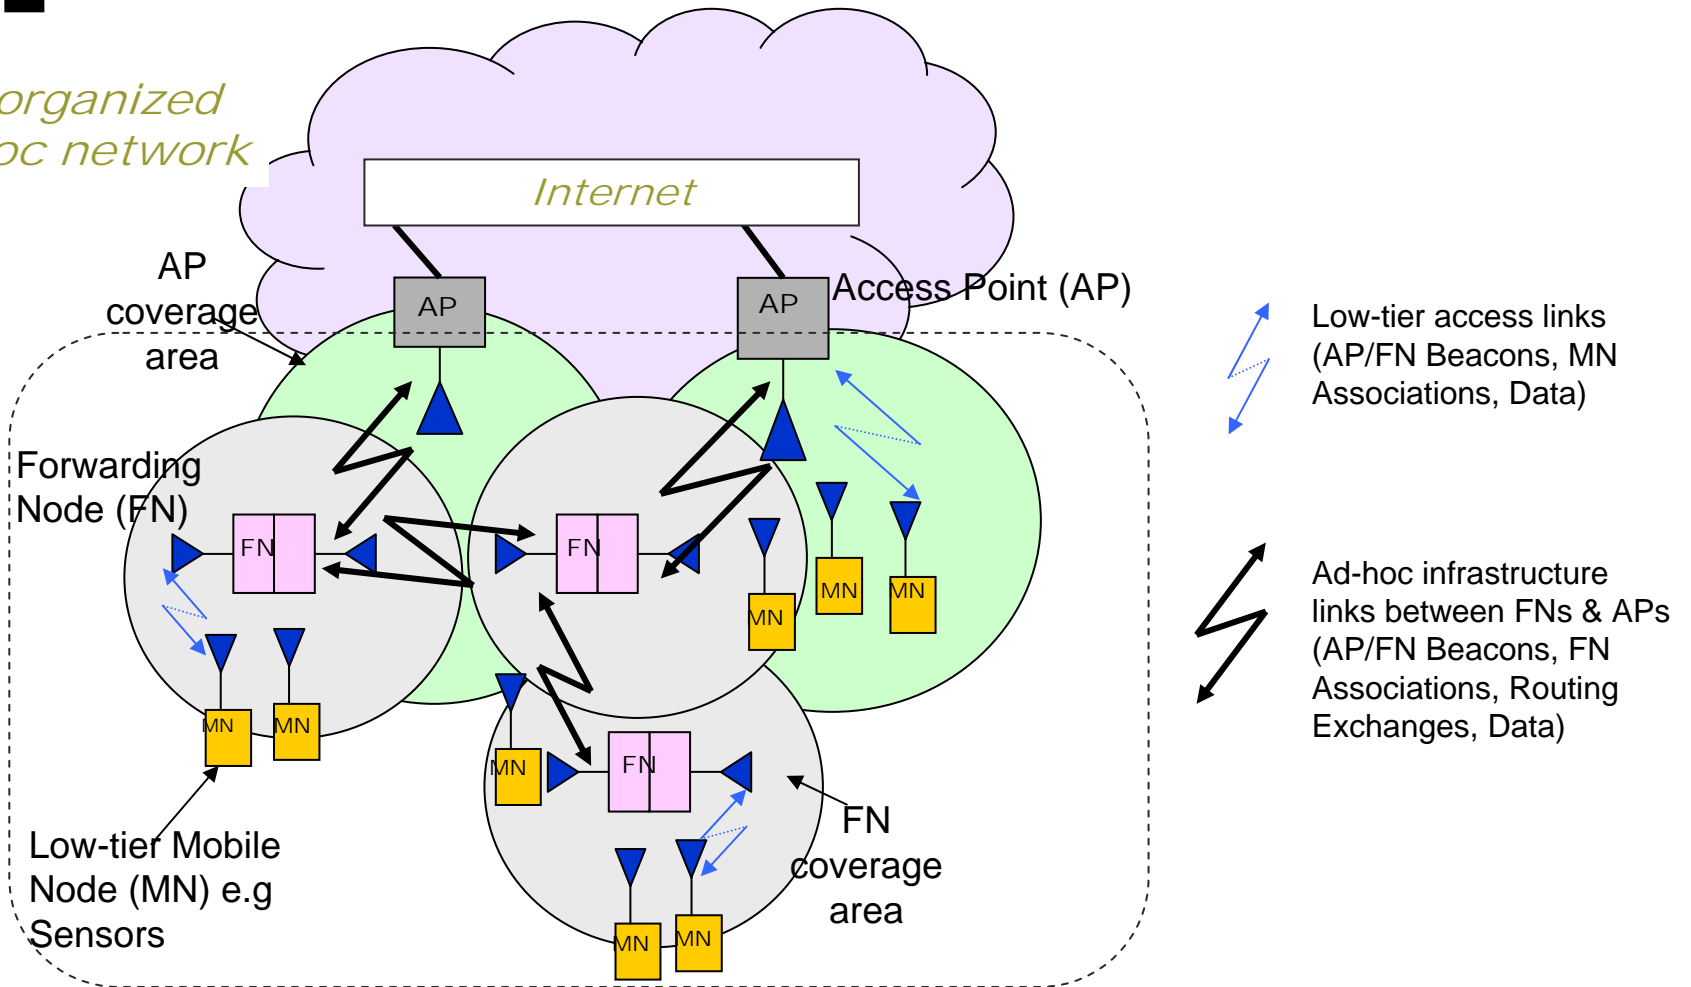 organized
oc network
Internet
AP
coverage
area
AP
AP
Access Point (AP)
Low-tier access links
(AP/FN Beacons, MN
Associations, Data)
Forwarding
Node (FN)
FN
FN
MN
MN
MN
Ad-hoc infrastructure
links between FNs & APs
(AP/FN Beacons, FN
Associations, Routing
Exchanges, Data)
MN
MN
MN
FN
FN
coverage
area
Low-tier Mobile
Node (MN) e.g
Sensors
MN
MN